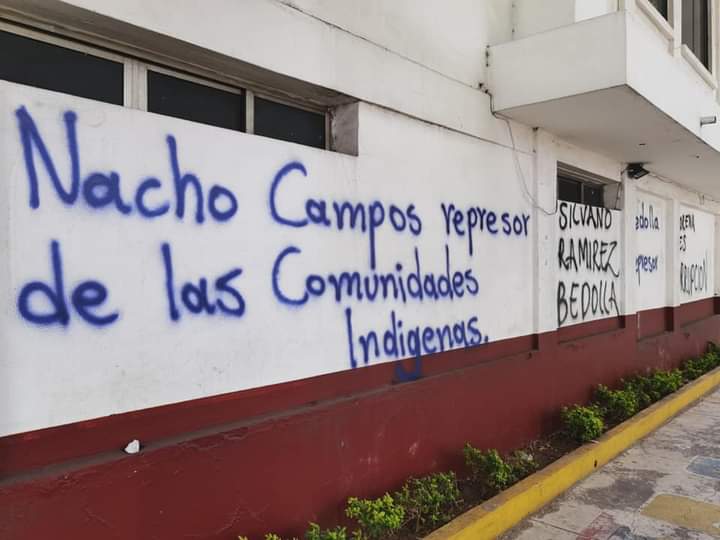 Nacho Campos represor
de las Comunidades
Indigenas.
SILVANO
RAMIREZ
BEDOLLA